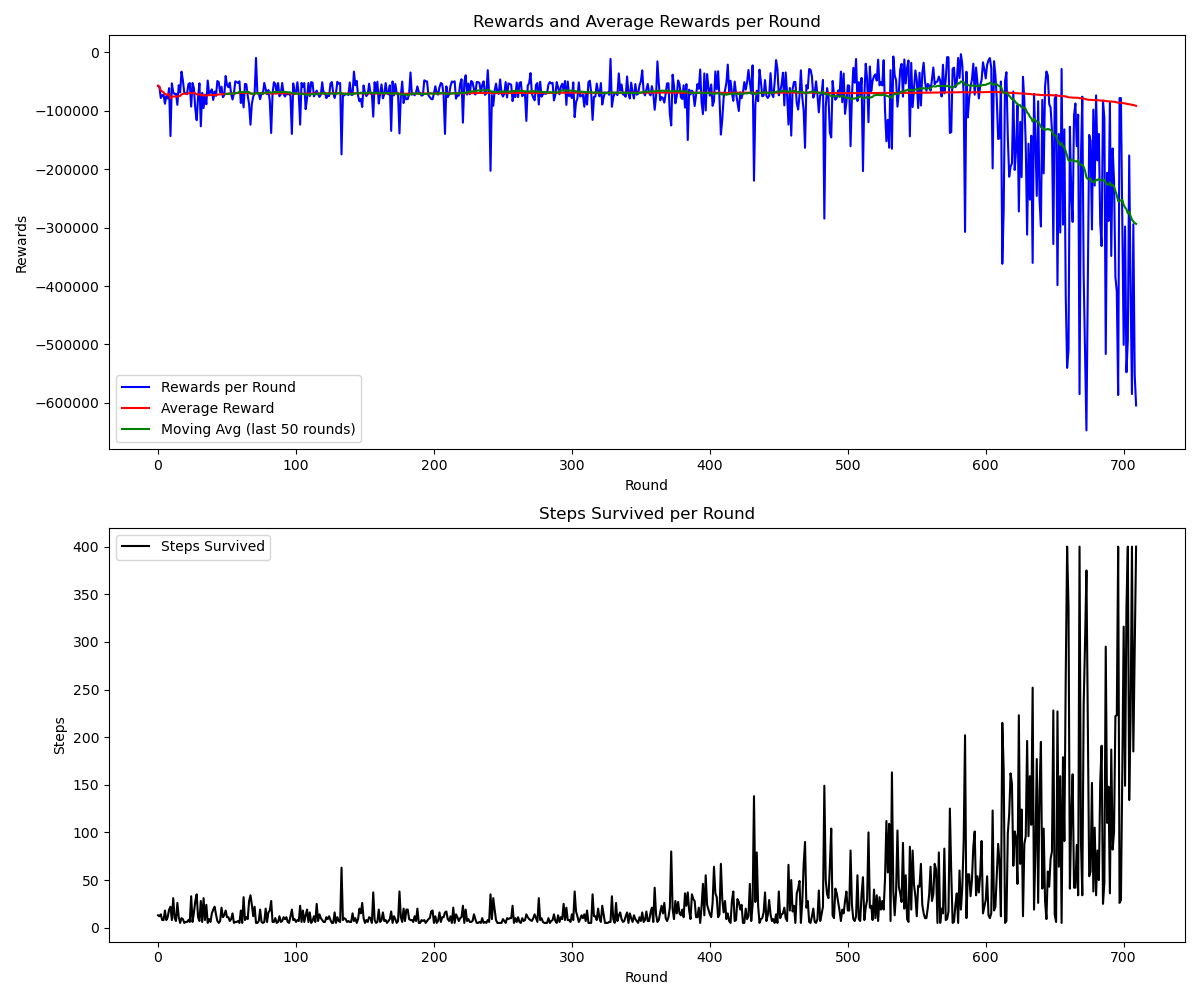 Rewards and Average Rewards per Round
0
−100000
−200000
−300000
−400000
−500000
−600000
Rewards
Rewards per Round
Average Reward
Moving Avg (last 50 rounds)
0 100 200 300 400 500 600 700
Round
Steps Survived per Round
Steps Survived
400
350
300
250
200
150
100
50
0
Steps
0 100 200 300 400 500 600 700
Round